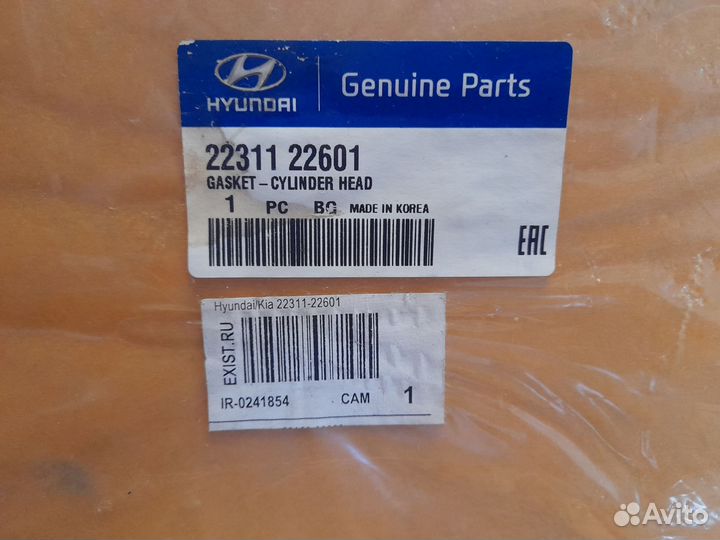 HYUNDAI
Genuine Parts
22311 22601
GASKET-CYLINDER HEAD
1 PC BG MADE IN KOREA
EAC
Hyundai/Kia 22311-22601
EXIST.RU
IR-0241854 CAM 1
Avito